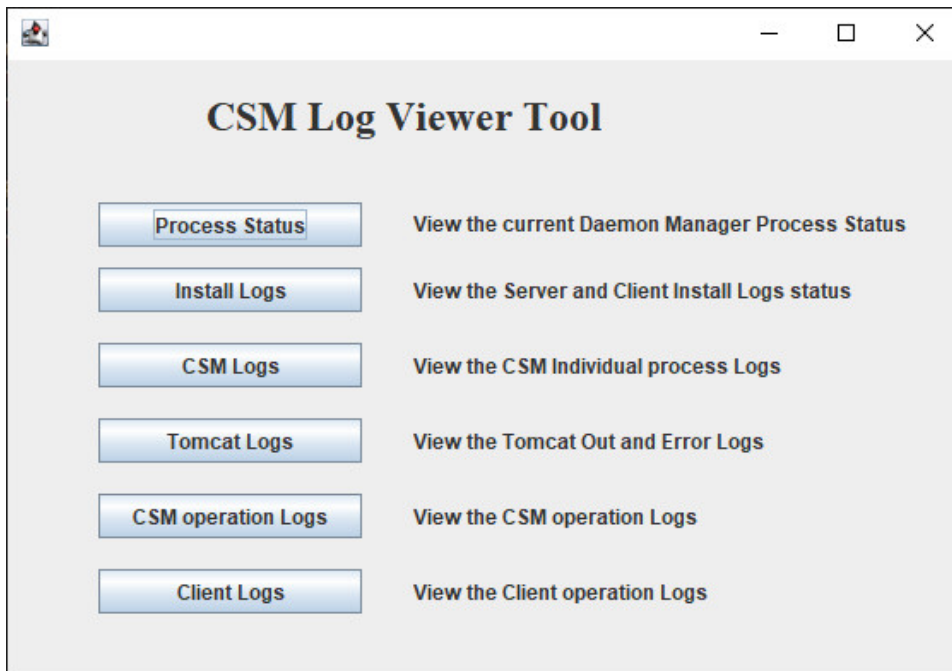 CSM Log Viewer Tool
Process Status View the current Daemon Manager Process Status
Install Logs View the Server and Client Install Logs status
CSM Logs View the CSM Individual process Logs
Tomcat Logs View the Tomcat Out and Error Logs
CSM operation Logs View the CSM operation Logs
Client Logs View the Client operation Logs